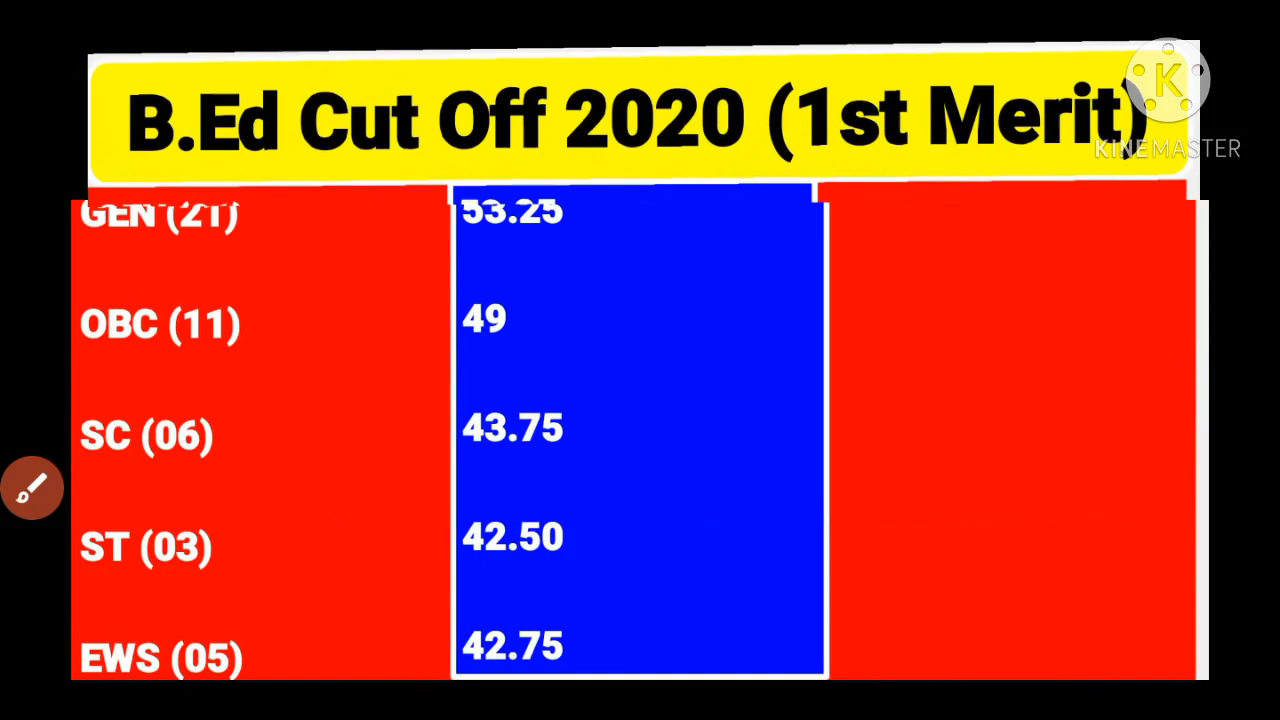 B.Ed Cut Off 2020 (1st Merit)
KINEMASTER
GEN (21) 53.25
OBC (11) 49
SC (06) 43.75
ST (03) 42.50
EWS (05) 42.75